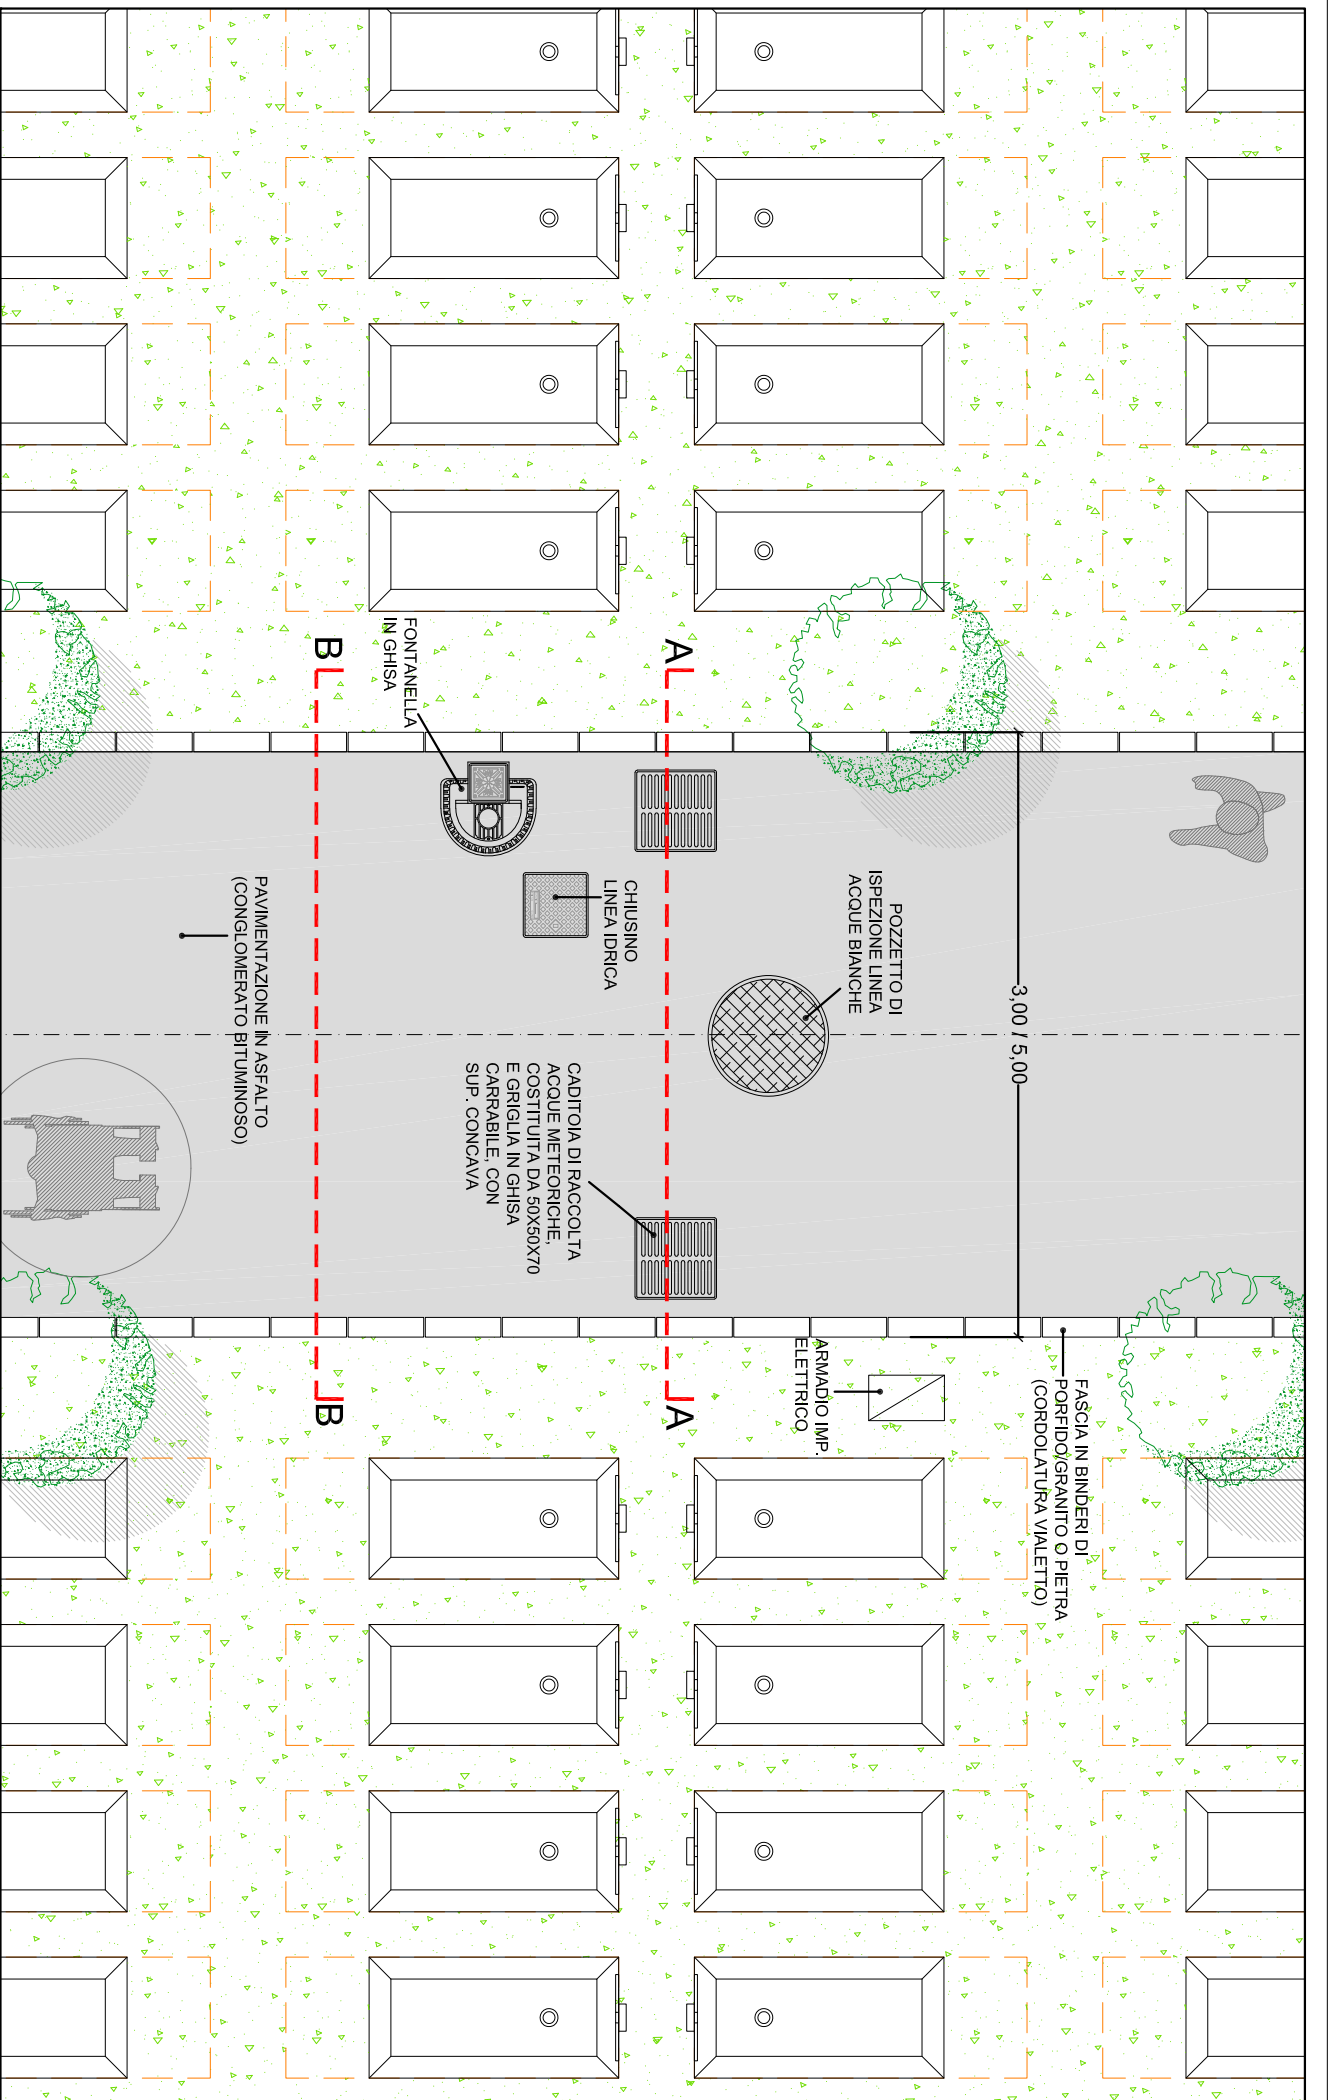 FASCIA IN BINDERI DI
PORFIDO/GRANITO O PIETRA
(CORDOLATURA VIALETTO)
3,00 / 5,00
POZZETTO DI
ISPEZIONE LINEA
ACQUE BIANCHE
ARMADIO IMP.
ELETTRICO
A
A
CHIUSINO
LINEA IDRICA
CADITOIA DI RACCOLTA
ACQUE METEORICHE,
COSTITUITA DA 50X50X70
E GRIGLIA IN GHISA
CARRABILE, CON
SUP. CONCAVA
FONTANELLA
IN GHISA
B
B
PAVIMENTAZIONE IN ASFALTO
(CONGLOMERATO BITUMINOSO)